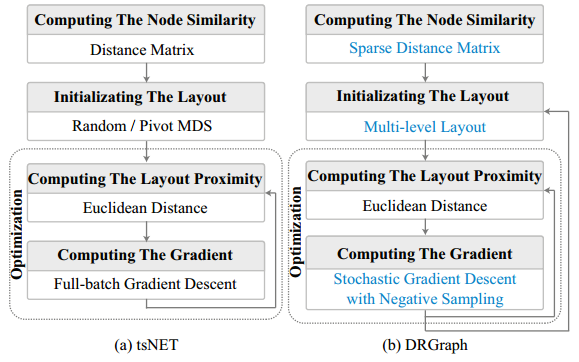 Computing The Node Similarity
Distance Matrix
Initializating The Layout
Random / Pivot MDS
Computing The Layout Proximity
Euclidean Distance
Computing The Gradient
Full-batch Gradient Descent
Optimization
(a) tsNET
Computing The Node Similarity
Sparse Distance Matrix
Initializating The Layout
Multi-level Layout
Computing The Layout Proximity
Euclidean Distance
Computing The Gradient
Stochastic Gradient Descent
with Negative Sampling
Optimization
(b) DRGraph